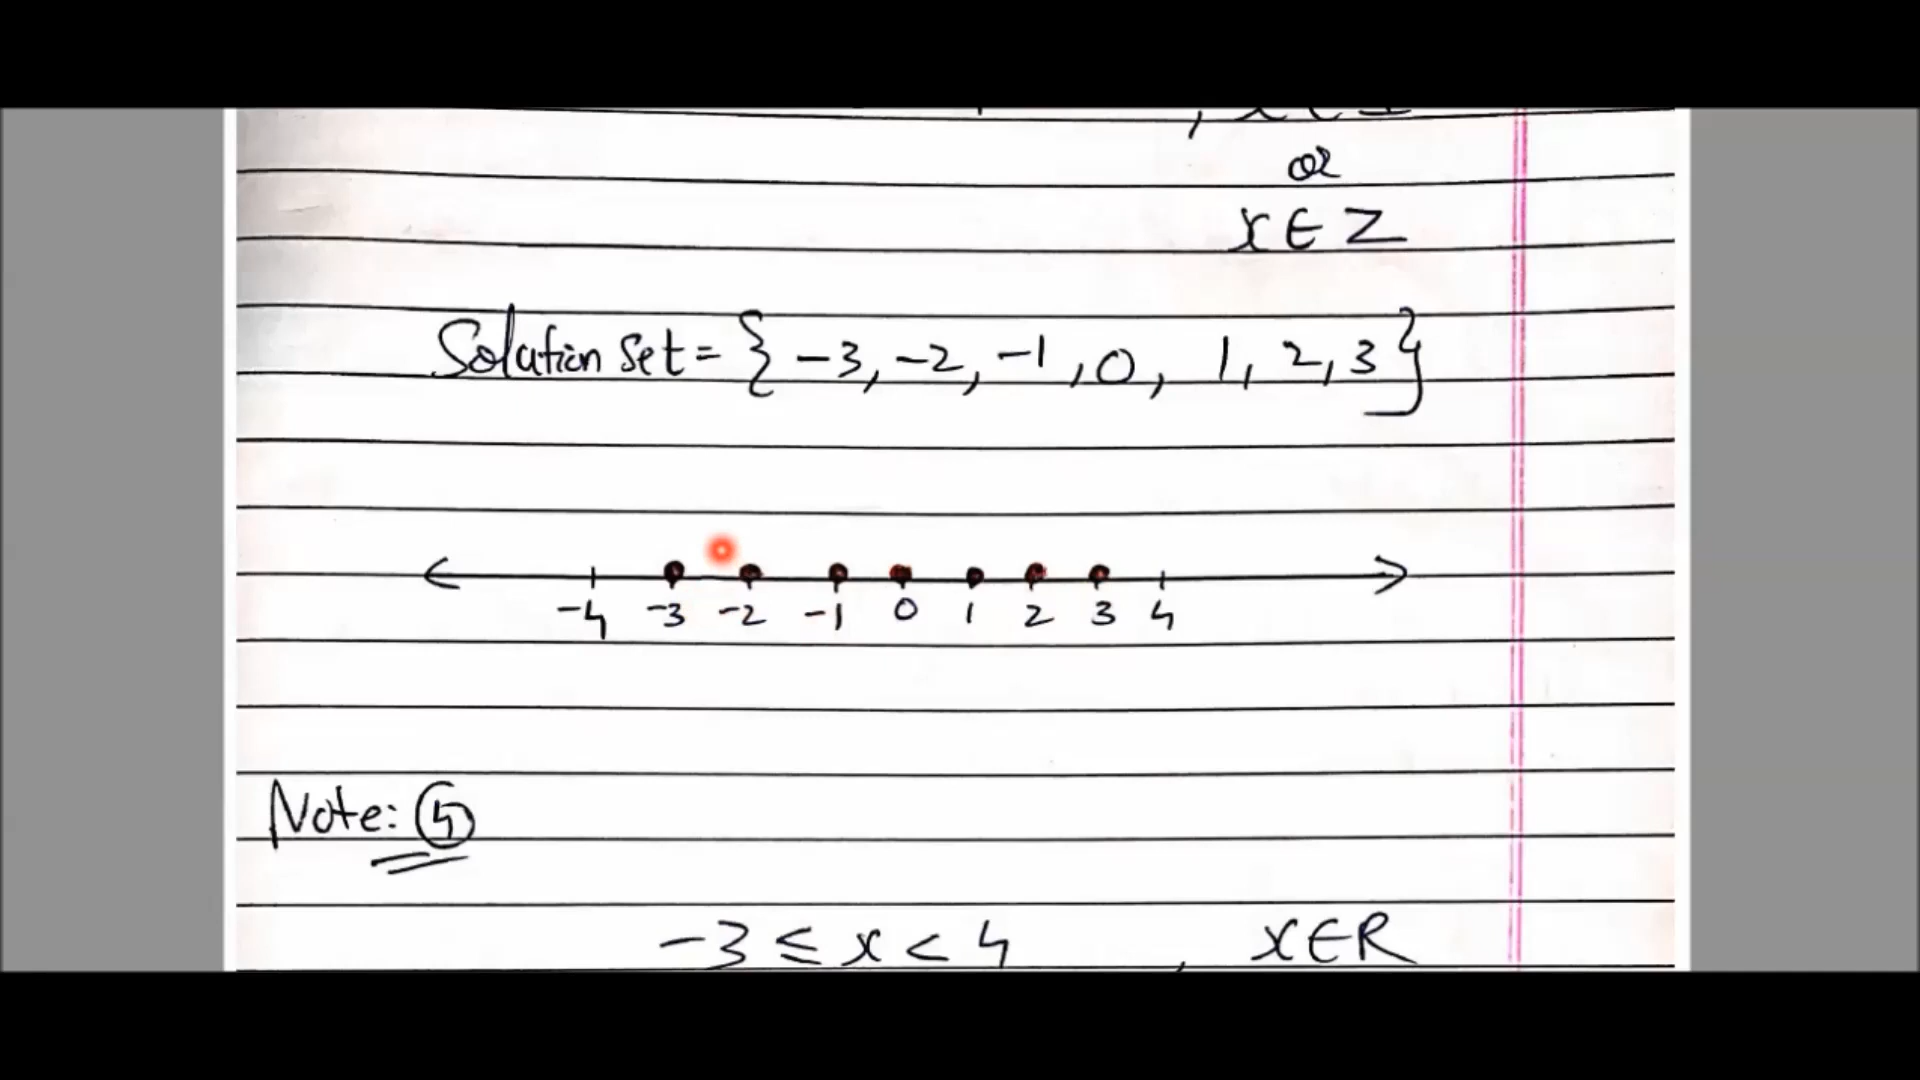 or
x ∈ Z
Solution Set = { -3, -2, -1, 0, 1, 2, 3 }
-4 -3 -2 -1 0 1 2 3 4
Note: ④
-3 ≤ x < 4 , x ∈ R